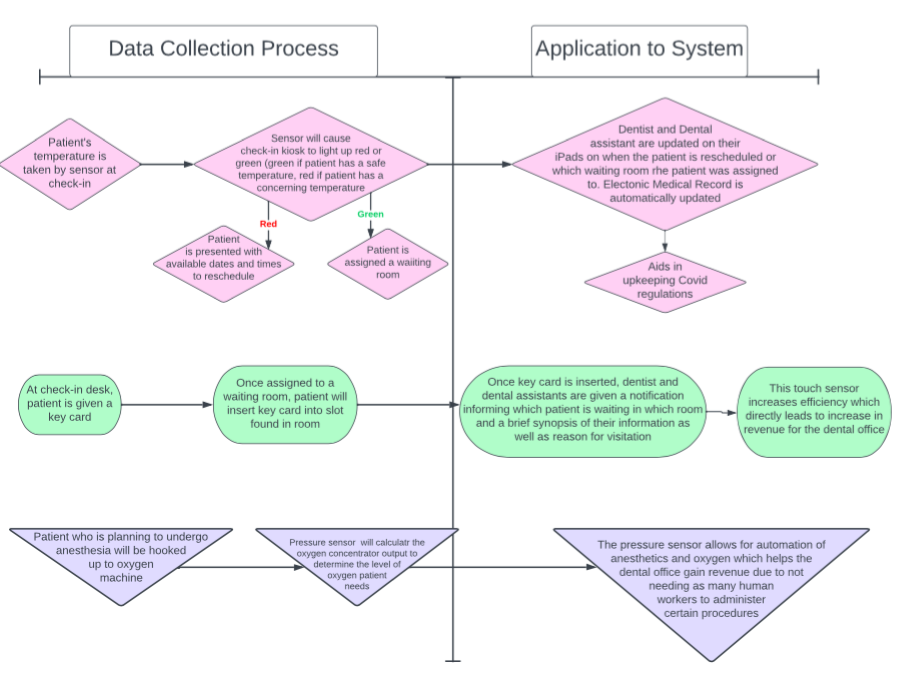 Data Collection Process
Application to System
Patient's
temperature is
taken by sensor at
check-in
Sensor will cause
check-in kiosk to light up red or
green (green if patient has a safe
temperature, red if patient has a
concerning temperature
Dentist and Dental
assistant are updated on their
iPads on when the patient is rescheduled or
which waiting room rhe patient was assigned
to. Electonic Medical Record is
automatically updated
Red
Green
Patient
is presented with
available dates and times
to reschedule
Patient is
assigned a waiiting
room
Aids in
upkeeping Covid
regulations
At check-in desk,
patient is given a
key card
Once assigned to a
waiting room, patient will
insert key card into slot
found in room
Once key card is inserted, dentist and
dental assistants are given a notification
informing which patient is waiting in which room
and a brief synopsis of their information as
well as reason for visitation
This touch sensor
increases efficiency which
directly leads to increase in
revenue for the dental office
Patient who is planning to undergo
anesthesia will be hooked
up to oxygen
machine
Pressure sensor will calculatr the
oxygen concentrator output to
determine the level of
oxygen patient
needs
The pressure sensor allows for automation of
anesthetics and oxygen which helps the
dental office gain revenue due to not
needing as many human
workers to administer
certain procedures